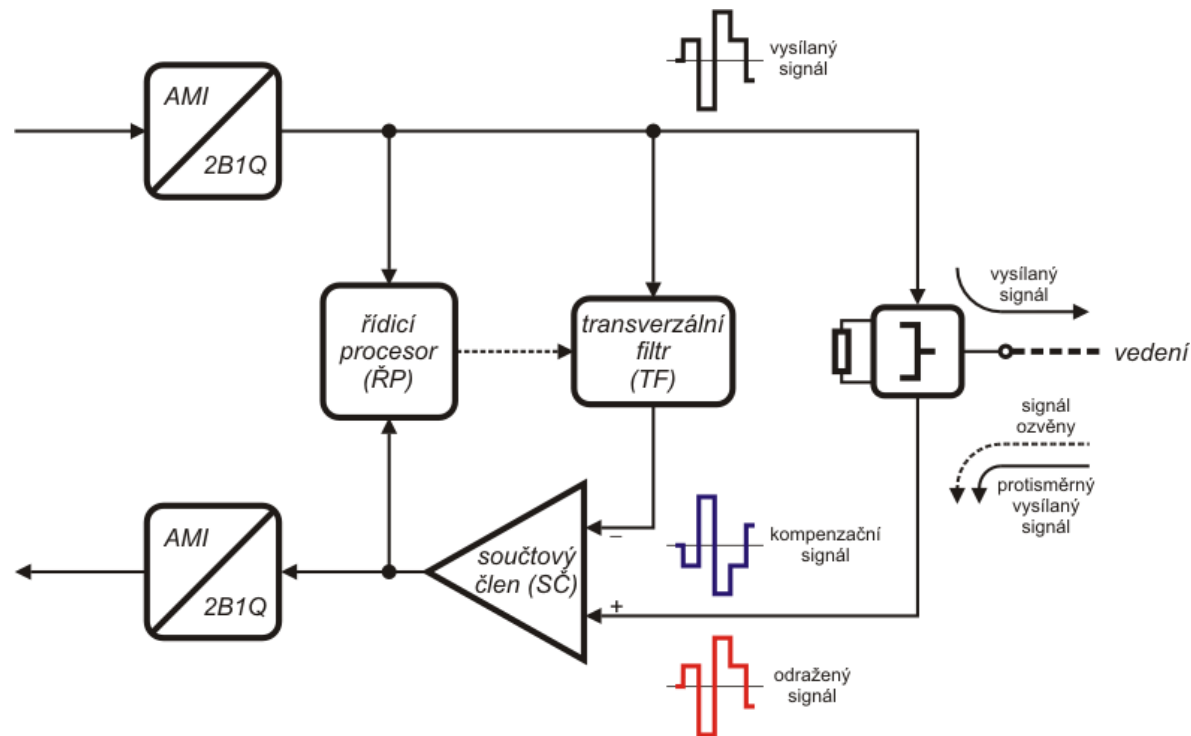 vysílaný
signál
AMI
2B1Q
řídicí
procesor
(ŘP)
transverzální
filtr
(TF)
vysílaný
signál
vedení
signál
ozvěny
protisměrný
vysílaný
signál
AMI
2B1Q
součtový
člen (SČ)
–
+
kompenzační
signál
odražený
signál